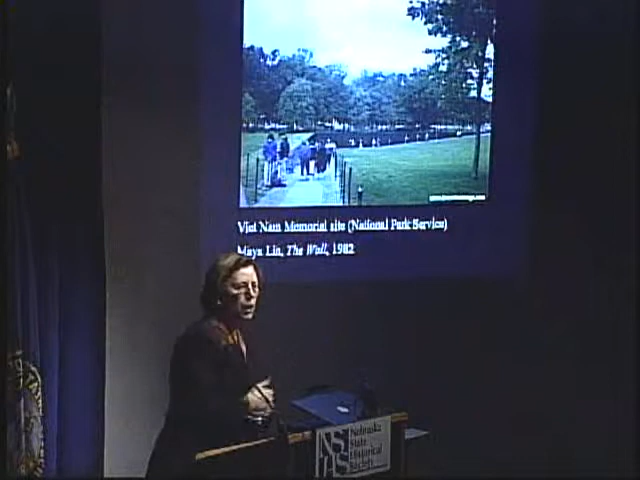 Viet Nam Memorial site (National Park Service)
Maya Lin, The Wall, 1982
NS
HS
Nebraska
State
Historical
Society